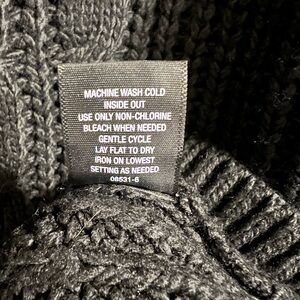 MACHINE WASH COLD
INSIDE OUT
USE ONLY NON-CHLORINE
BLEACH WHEN NEEDED
GENTLE CYCLE
LAY FLAT TO DRY
IRON ON LOWEST
SETTING AS NEEDED
08531-6